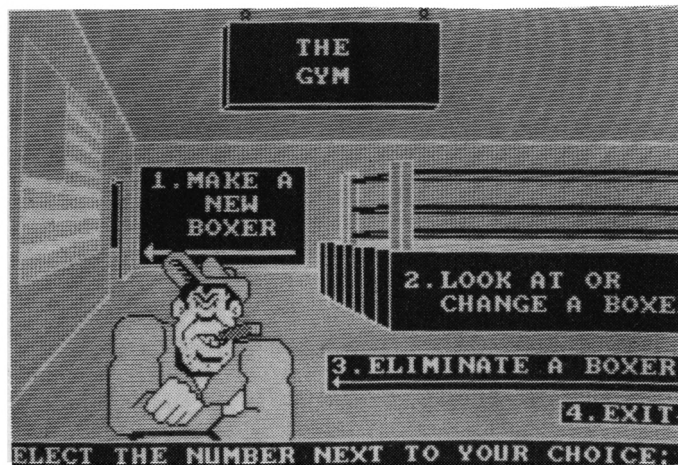 THE
GYM
1.MAKE A
NEW
BOXER
2.LOOK AT OR
CHANGE A BOXE
3.ELIMINATE A BOXER
4.EXIT
ELECT THE NUMBER NEXT TO YOUR CHOICE: